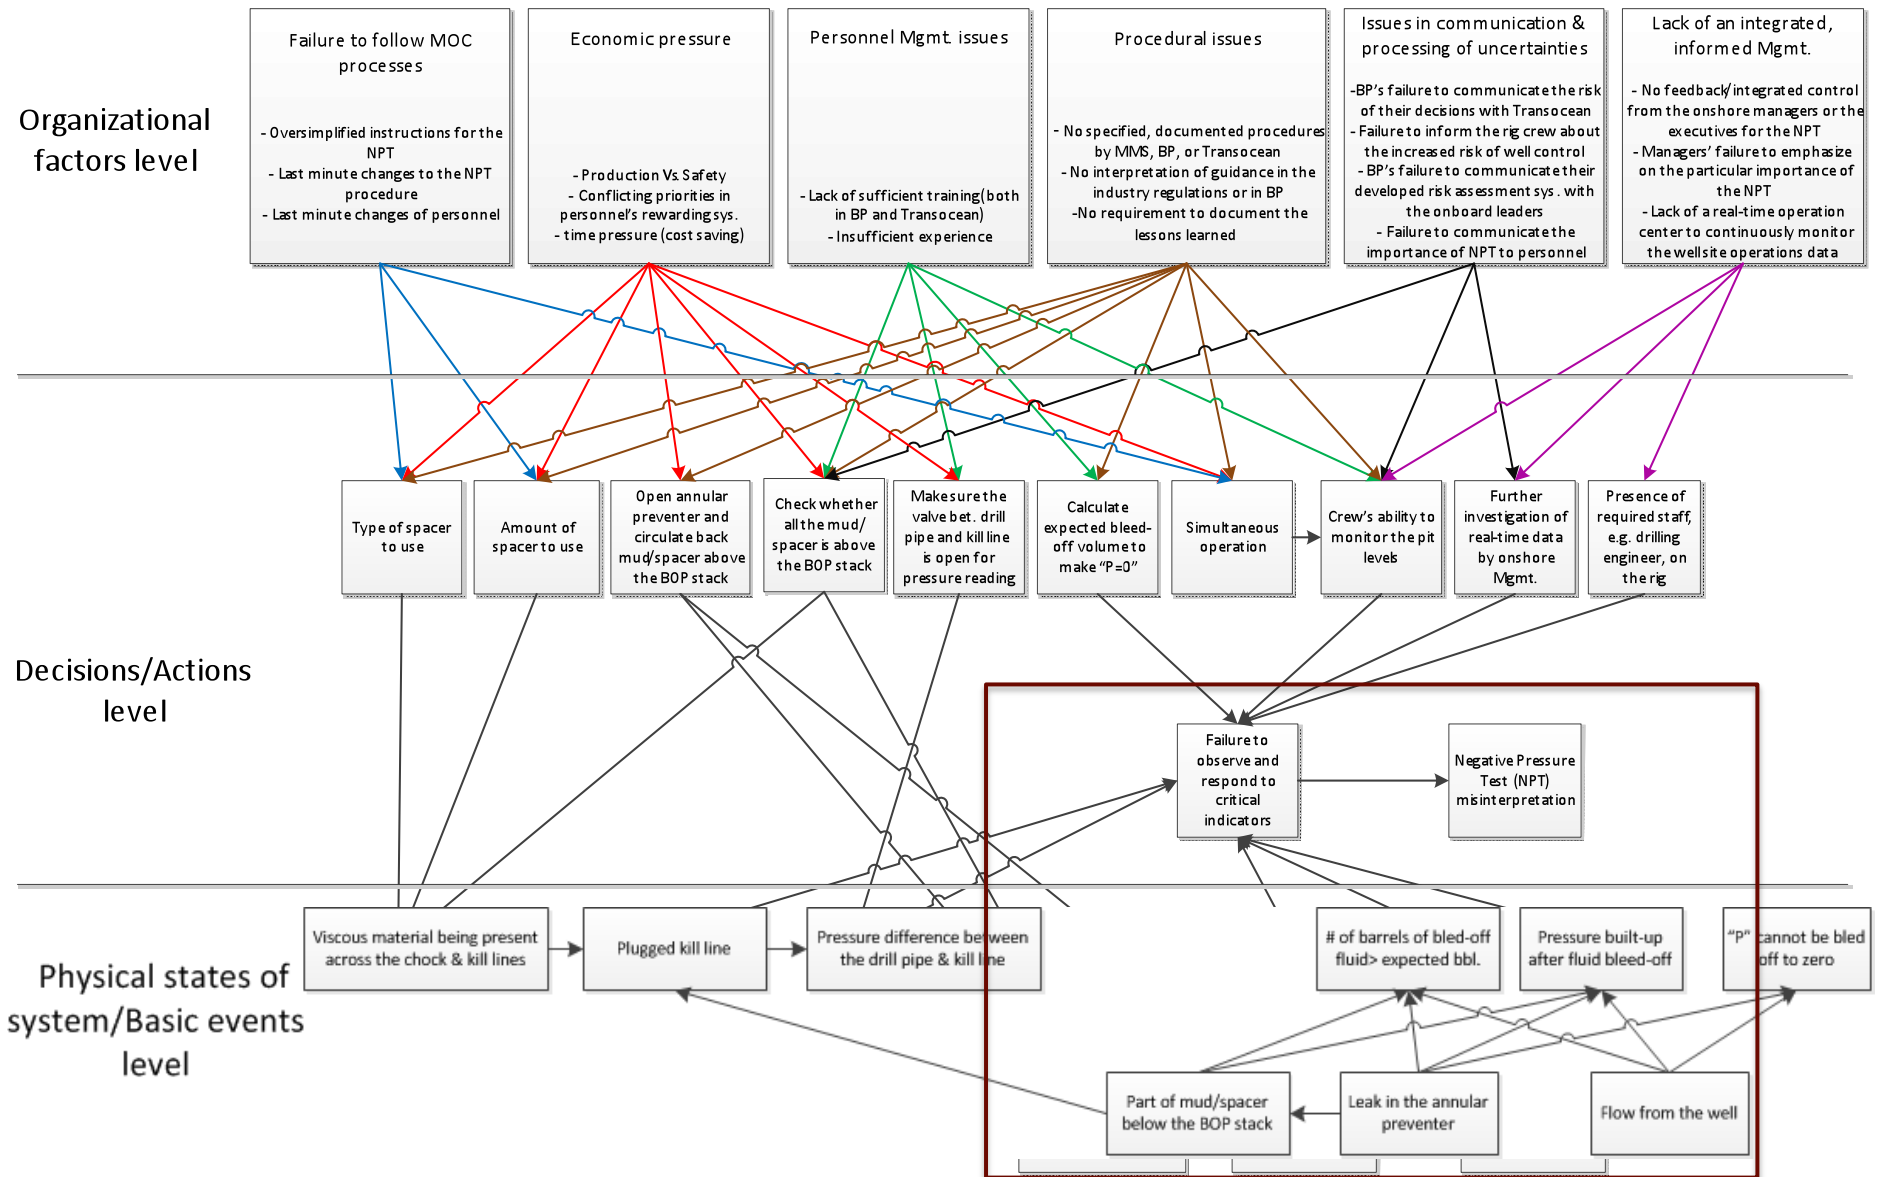 Organizational
factors level
Failure to follow MOC
processes
- Oversimplified instructions for the
NPT
- Last minute changes to the NPT
procedure
- Last minute changes of personnel
Economic pressure
- Production Vs. Safety
- Conflicting priorities in
personnel's rewarding sys.
- time pressure (cost saving)
Personnel Mgmt. issues
- Lack of sufficient training(both
in BP and Transocean)
- Insufficient experience
Procedural issues
- No specified, documented procedures
by MMS, BP, or Transocean
- No interpretation of guidance in the
industry regulations or in BP
-No requirement to document the
lessons learned
Issues in communication &
processing of uncertainties
-BP's failure to communicate the risk
of their decisions with Transocean
- Failure to inform the rig crew about
the increased risk of well control
- BP's failure to communicate their
developed risk assessment sys. with
the onboard leaders
- Failure to communicate the
importance of NPT to personnel
Lack of an integrated,
informed Mgmt.
- No feedback/integrated control
from the onshore managers or the
executives for the NPT
- Managers' failure to emphasize
on the particular importance of
the NPT
- Lack of a real-time operation
center to continuously monitor
the wellsite operations data
Decisions/Actions
level
Type of spacer
to use
Amount of
spacer to use
Open annular
preventer and
circulate back
mud/spacer above
the BOP stack
Check whether
all the mud/
spacer is above
the BOP stack
Make sure the
valve bet. drill
pipe and kill line
is open for
pressure reading
Calculate
expected bleed-
off volume to
make "P=0"
Simultaneous
operation
Crew's ability to
monitor the pit
levels
Further
investigation of
real-time data
by onshore
Mgmt.
Presence of
required staff,
e.g. drilling
engineer, on
the rig
Failure to
observe and
respond to
critical
indicators
Negative Pressure
Test (NPT)
misinterpretation
Physical states of
system/Basic events
level
Viscous material being present
across the chock & kill lines
Plugged kill line
Pressure difference between
the drill pipe & kill line
# of barrels of bled-off
fluid> expected bbl.
Pressure built-up
after fluid bleed-off
"P" cannot be bled
off to zero
Part of mud/spacer
below the BOP stack
Leak in the annular
preventer
Flow from the well